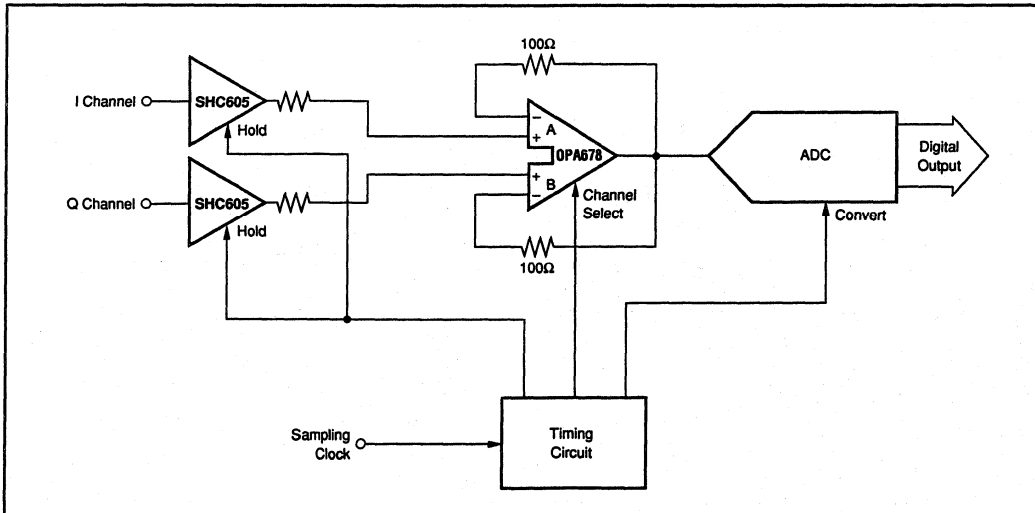 100Ω
I Channel
SHC605
Hold
A
OPA678
B
Channel
Select
ADC
Digital
Output
Convert
Q Channel
SHC605
Hold
100Ω
Sampling
Clock
Timing
Circuit